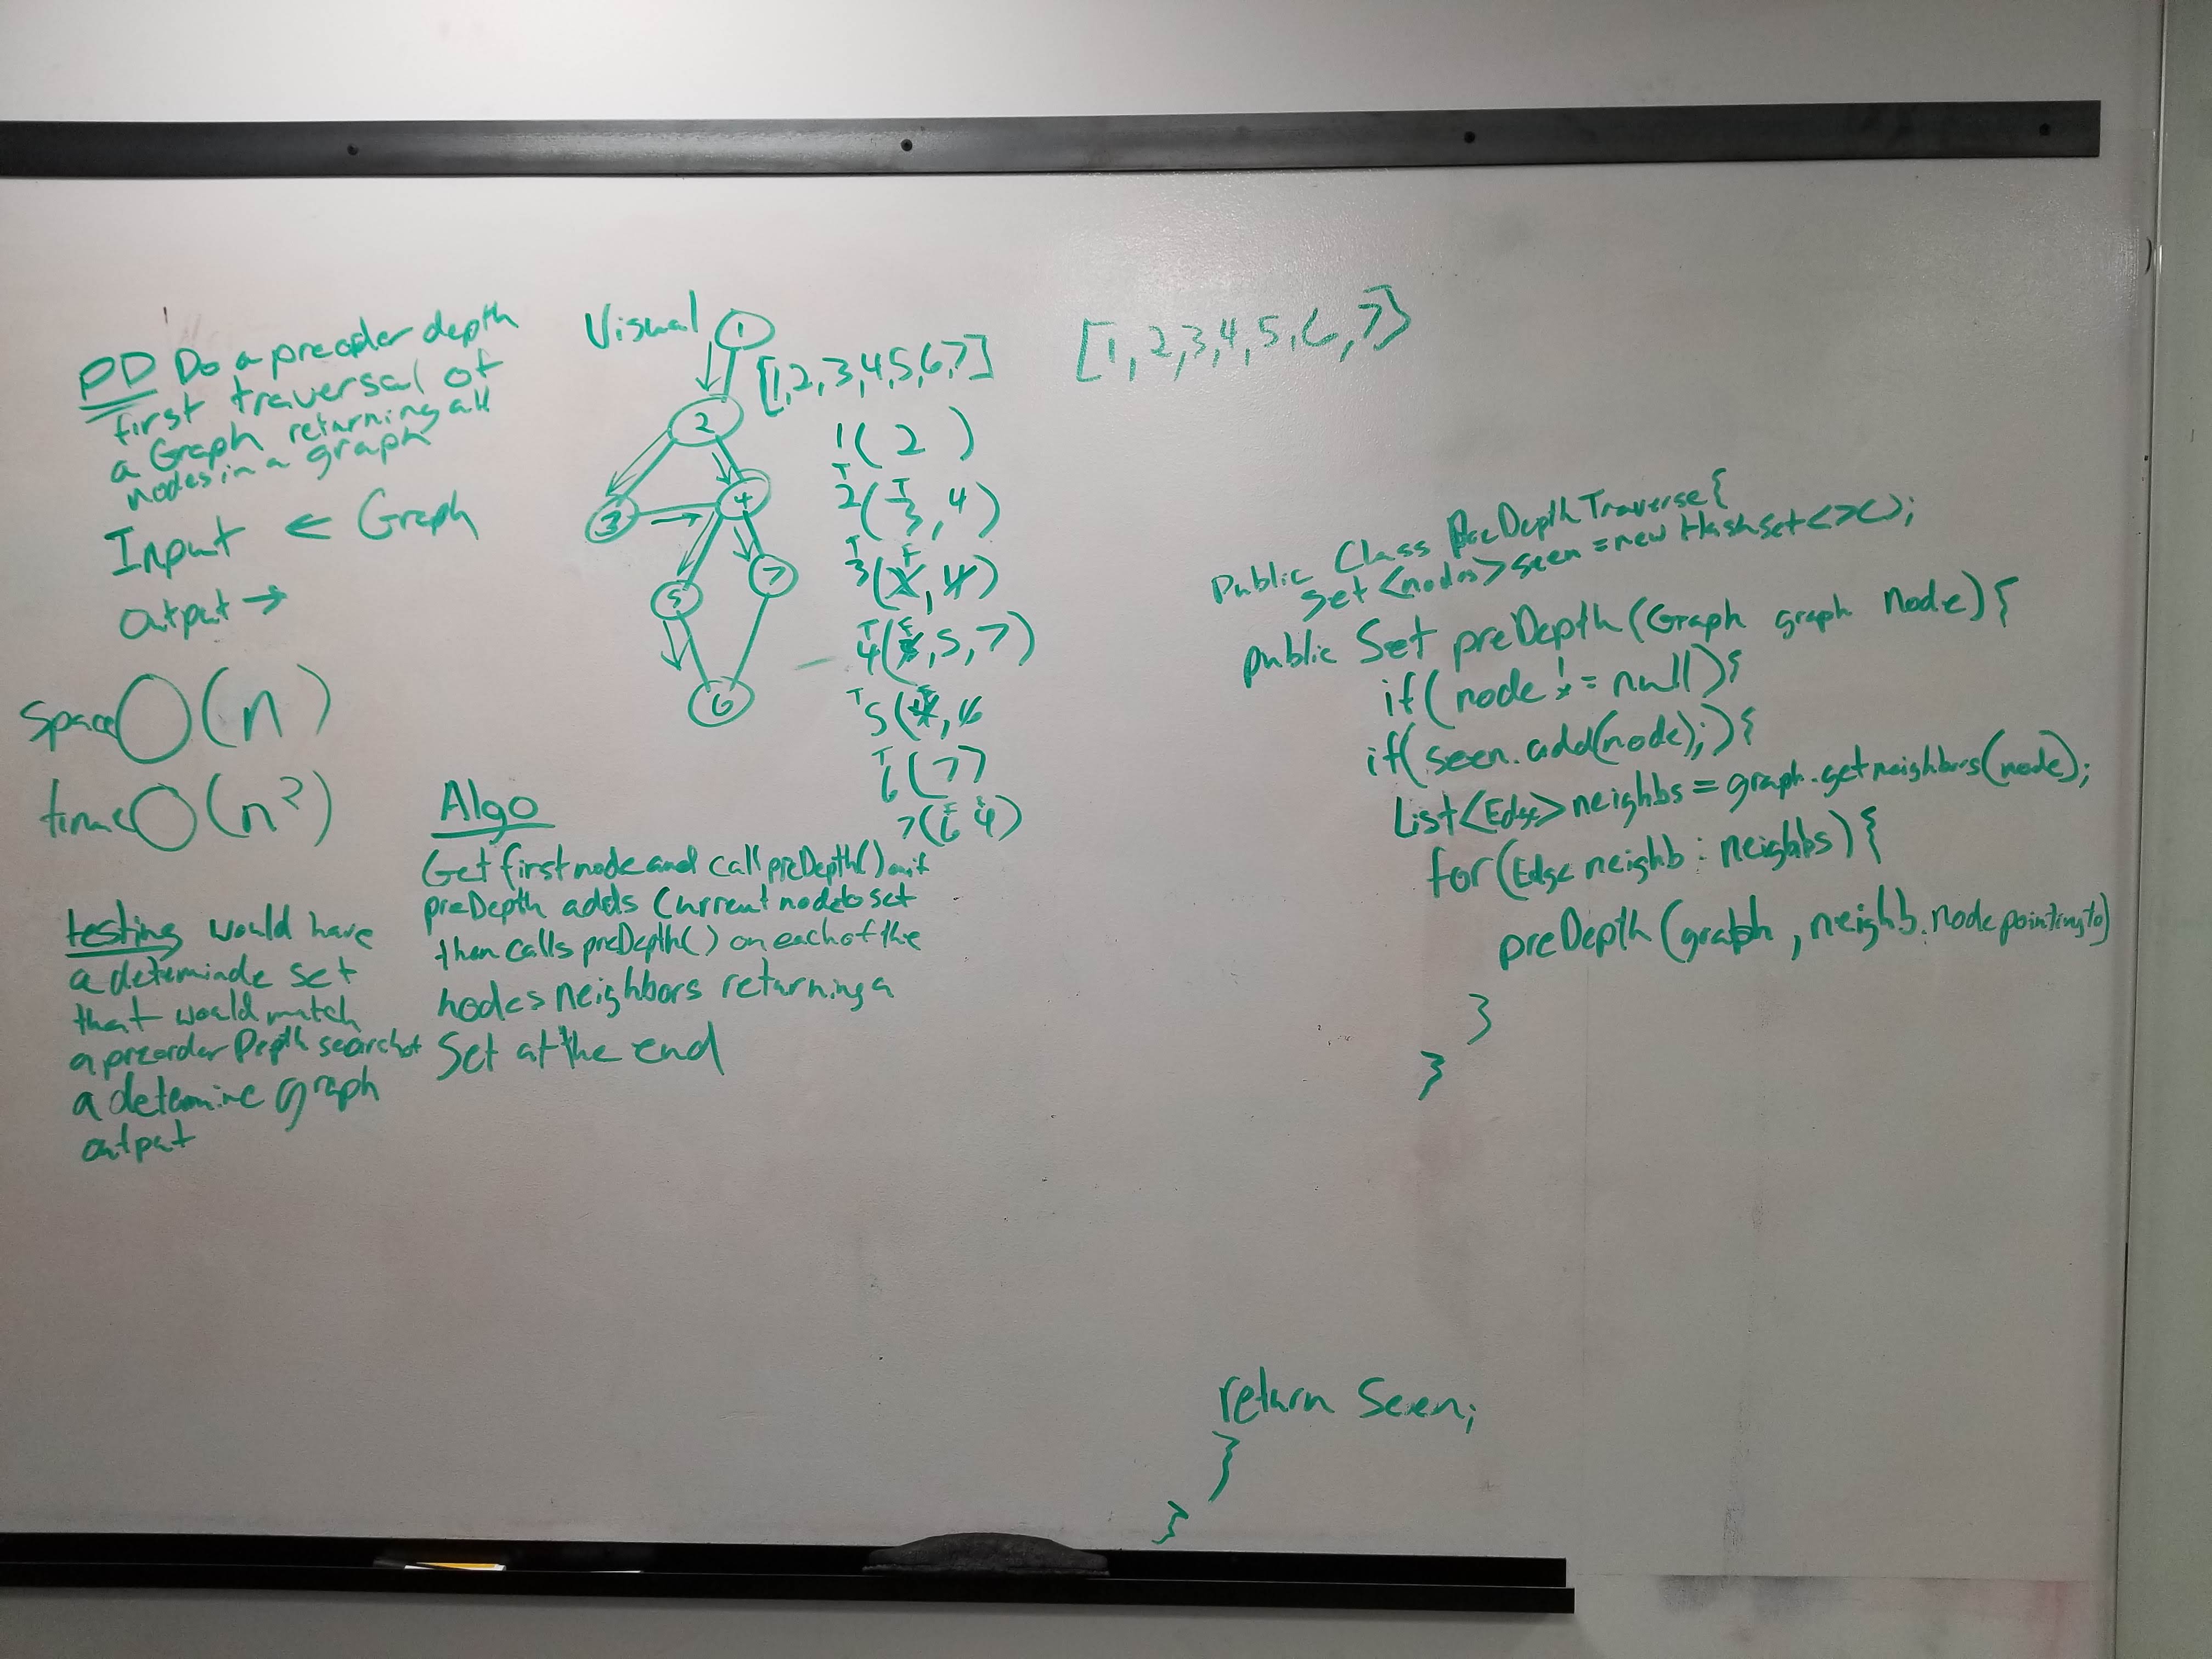 PD Do a preorder depth
first traversal of
a Graph returning all
nodes in a graph
Input ← Graph
Output →
space O(n)
time O(n²)
testing would have
a determinde set
that would match
a preorder Depth search of
a determine graph
output
Visual
1
2
3
4
5
7
6
[1,2,3,4,5,6,7]
1(2 )
T T
2(3,4)
T F
3(2,4)
T F
4(3,5,7)
T F
5(4,6
T
6(7)
F F
7(6 4)
Algo
Get first node and call preDepth() on it
preDepth adds Current node to set
then calls preDepth() on each of the
nodes neighbors returning a
Set at the end
[1,2,3,4,5,6,7]
public Class PreDepthTraverse{
Set<nodes> seen = new Hashset<>();
public Set preDepth(Graph graph Node){
if(node != null){
if(seen.add(node);){
List<Edge> neighbs = graph.getneighbors(node);
for(Edge neighb : neighbs){
preDepth(graph, neighb.node pointing to)
}
}
return Seen;
}
}